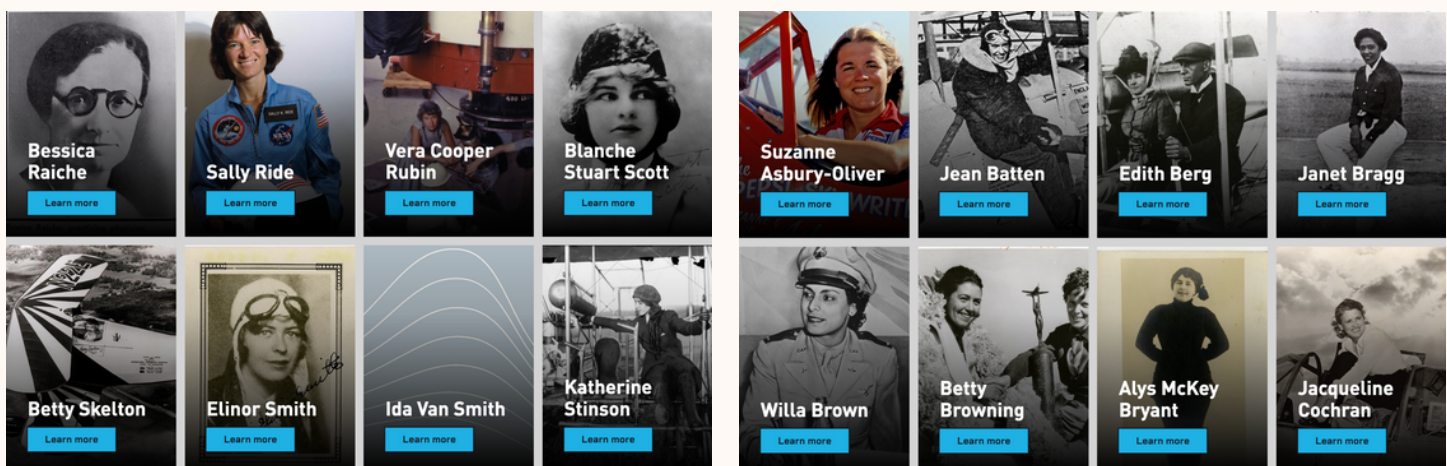 Bessica
Raiche
Learn more
Sally Ride
Learn more
Vera Cooper
Rubin
Learn more
Blanche
Stuart Scott
Learn more
Suzanne
Asbury-Oliver
Learn more
Jean Batten
Learn more
Edith Berg
Learn more
Janet Bragg
Learn more
Betty Skelton
Learn more
Elinor Smith
Learn more
Ida Van Smith
Learn more
Katherine
Stinson
Learn more
Willa Brown
Learn more
Betty
Browning
Learn more
Alys McKey
Bryant
Learn more
Jacqueline
Cochran
Learn more
NASA